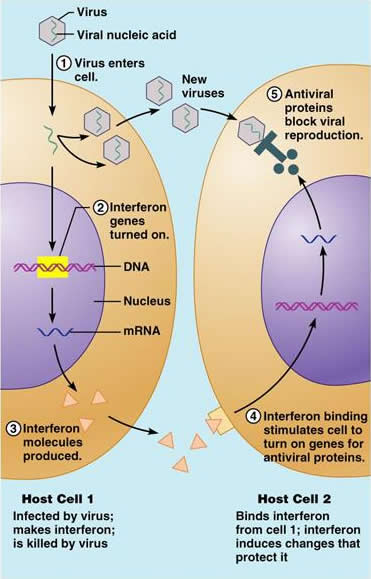 Virus
Viral nucleic acid
1 Virus enters
cell.
New
viruses
5 Antiviral
proteins
block viral
reproduction.
2 Interferon
genes
turned on.
DNA
Nucleus
mRNA
3 Interferon
molecules
produced.
4 Interferon binding
stimulates cell to
turn on genes for
antiviral proteins.
Host Cell 1
Infected by virus;
makes interferon;
is killed by virus
Host Cell 2
Binds interferon
from cell 1; interferon
induces changes that
protect it